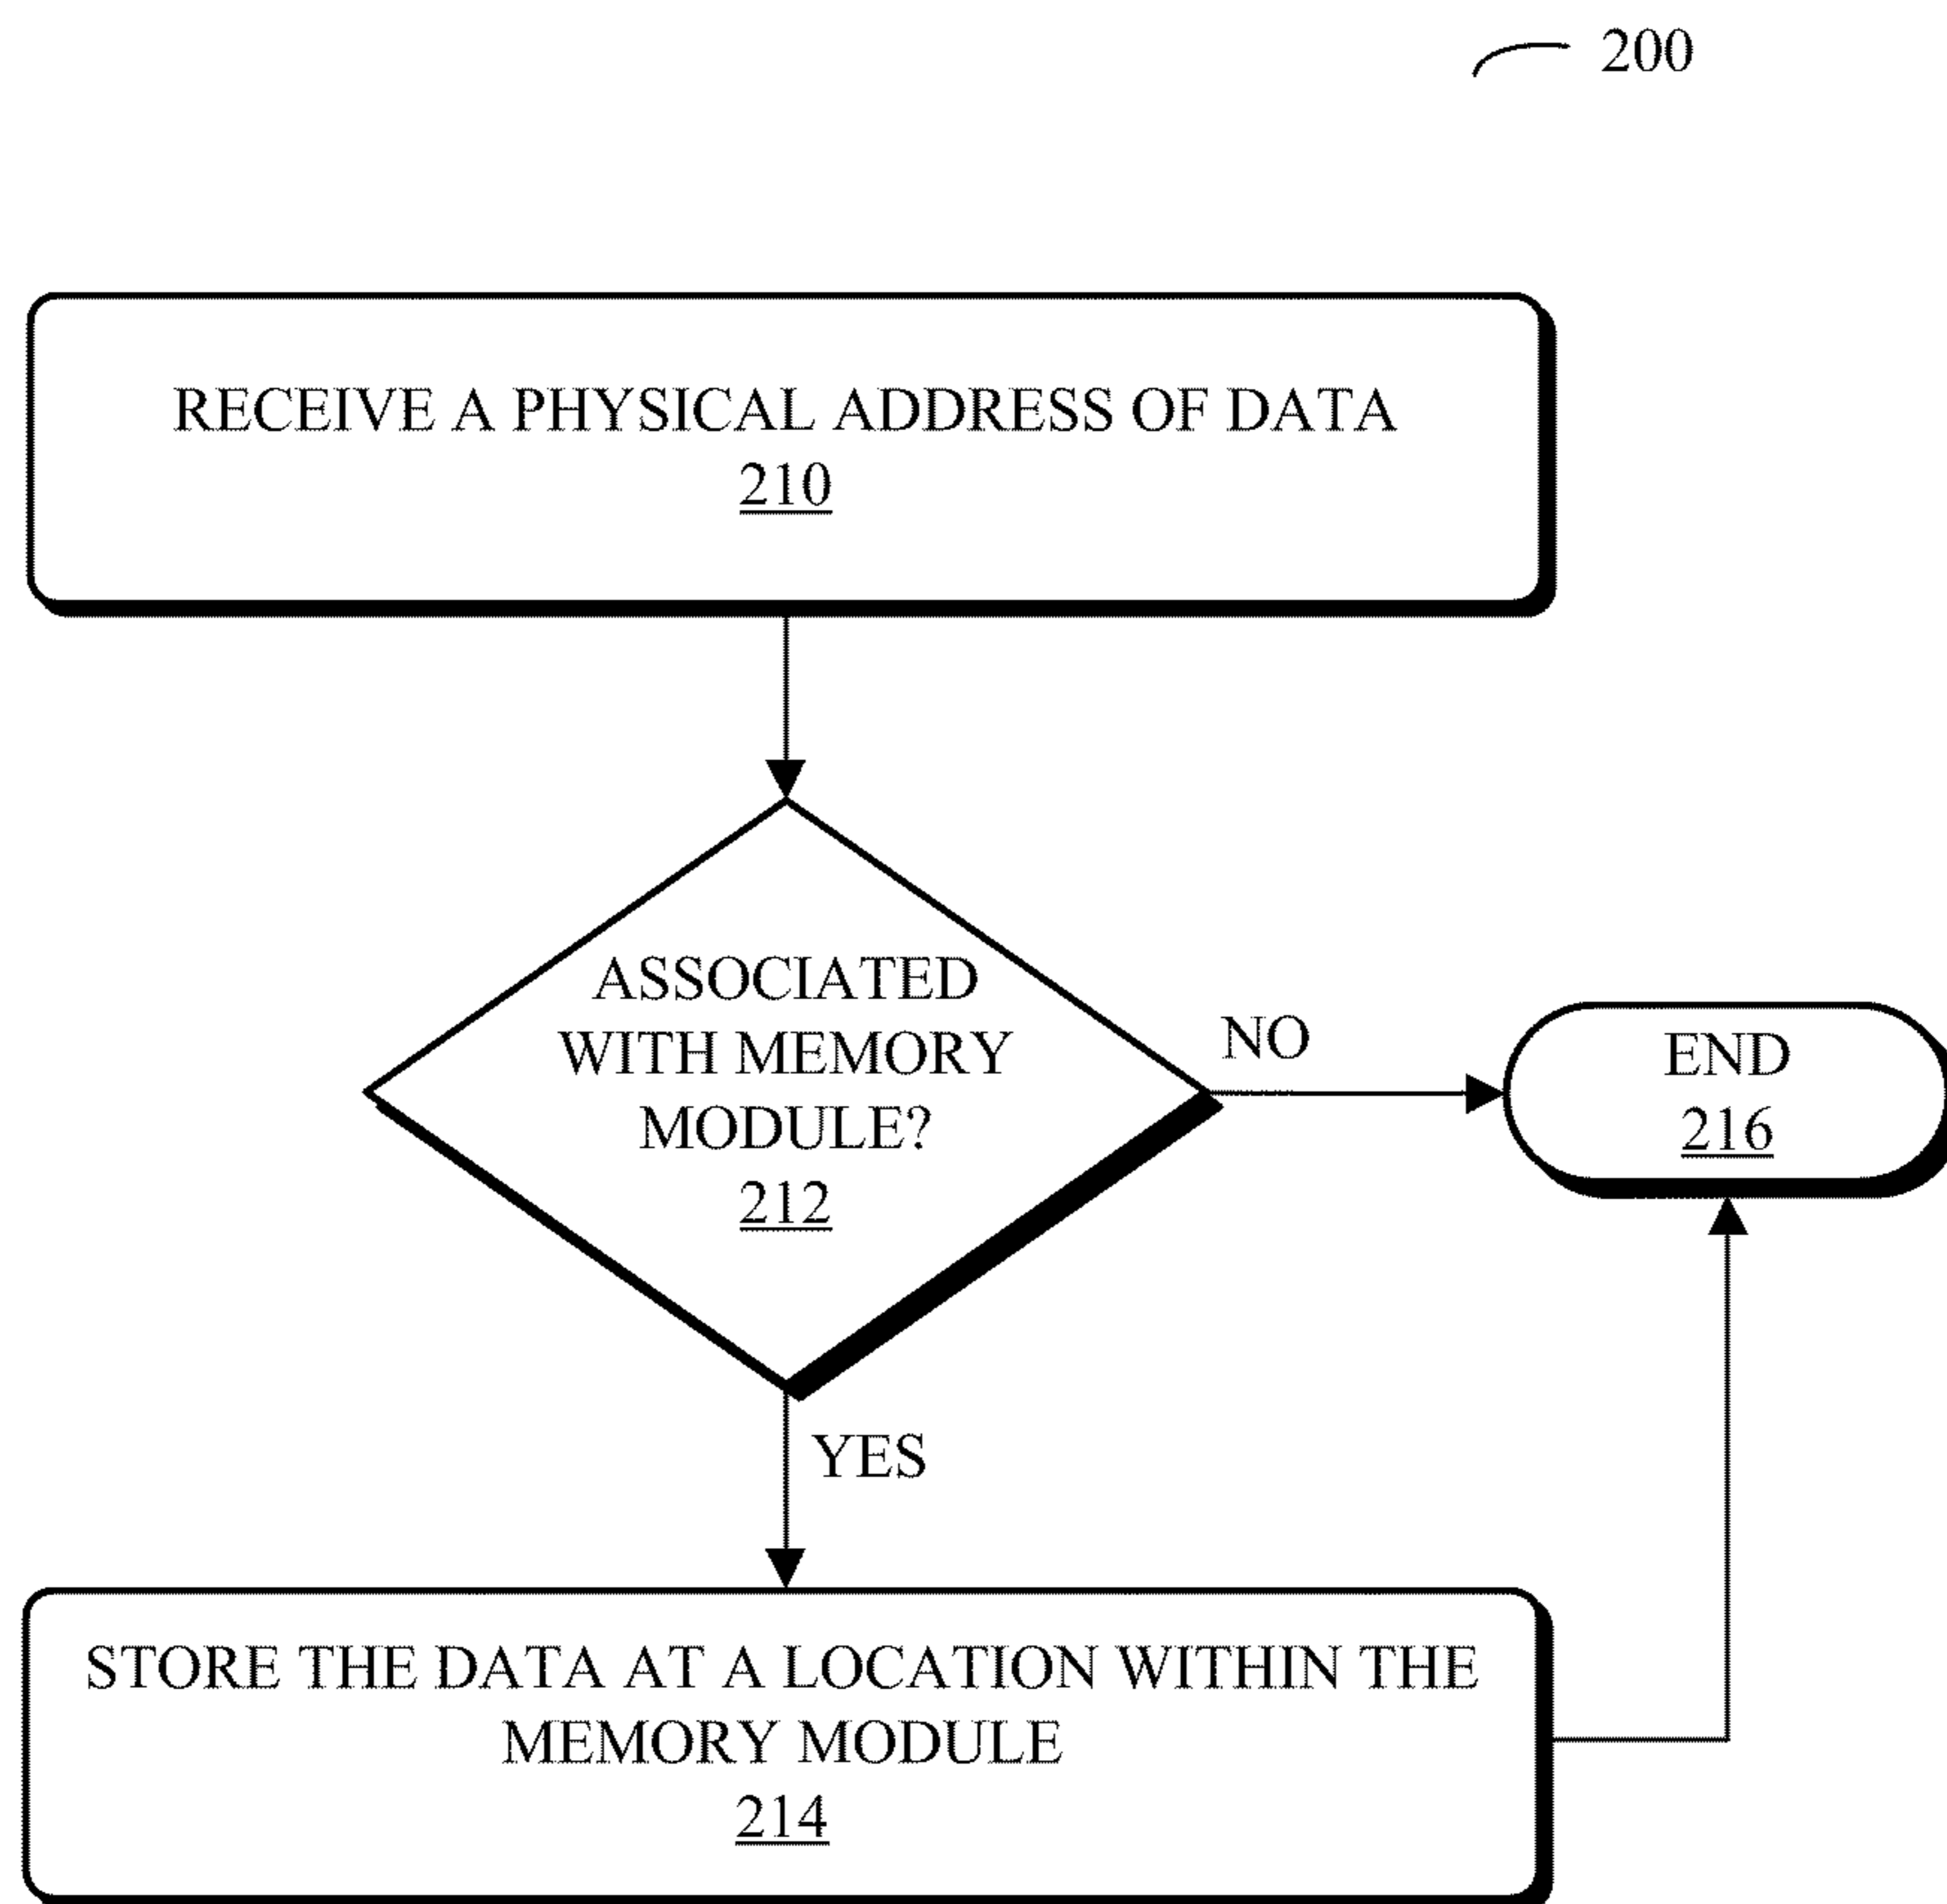 200
RECEIVE A PHYSICAL ADDRESS OF DATA
210
ASSOCIATED
WITH MEMORY
MODULE?
212
NO
END
216
YES
STORE THE DATA AT A LOCATION WITHIN THE
MEMORY MODULE
214